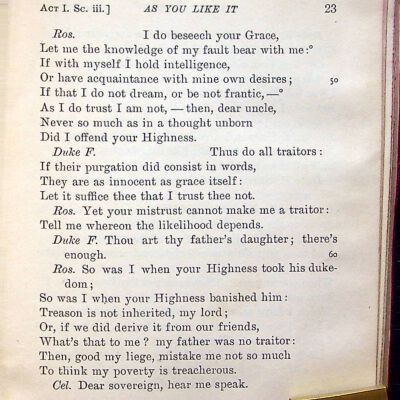 ACT I. Sc. iii.] AS YOU LIKE IT 23
Ros. I do beseech your Grace,
Let me the knowledge of my fault bear with me:°
If with myself I hold intelligence,
Or have acquaintance with mine own desires; 50
If that I do not dream, or be not frantic,—°
As I do trust I am not,—then, dear uncle,
Never so much as in a thought unborn
Did I offend your Highness.
Duke F. Thus do all traitors:
If their purgation did consist in words,
They are as innocent as grace itself:
Let it suffice thee that I trust thee not.
Ros. Yet your mistrust cannot make me a traitor:
Tell me whereon the likelihood depends.
Duke F. Thou art thy father's daughter; there's
enough. 60
Ros. So was I when your Highness took his duke-
dom;
So was I when your Highness banished him:
Treason is not inherited, my lord;
Or, if we did derive it from our friends,
What's that to me? my father was no traitor:
Then, good my liege, mistake me not so much
To think my poverty is treacherous.
Cel. Dear sovereign, hear me speak.